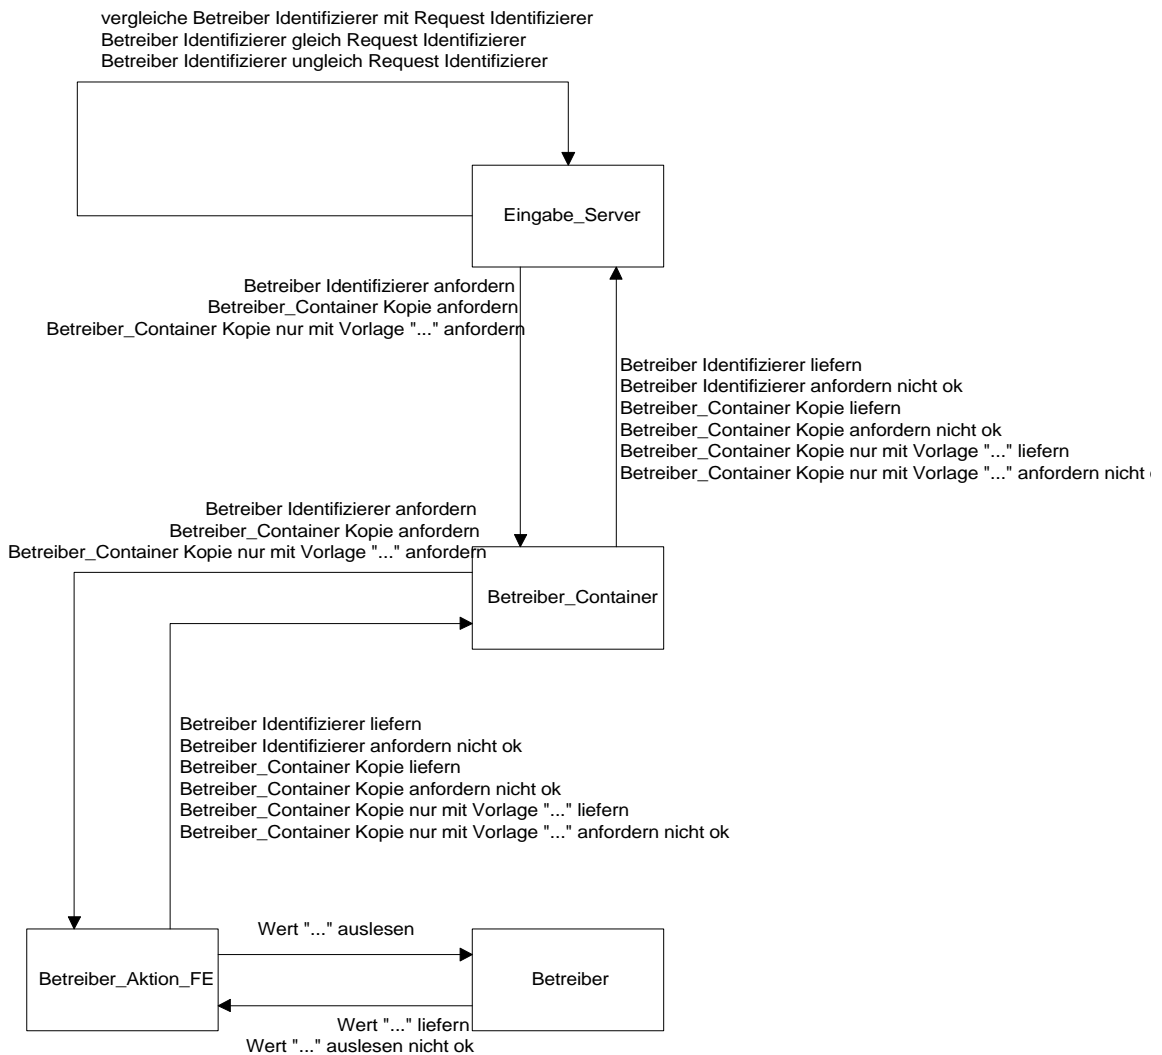 vergleiche Betreiber Identifizierer mit Request Identifizierer
Betreiber Identifizierer gleich Request Identifizierer
Betreiber Identifizierer ungleich Request Identifizierer
Eingabe_Server
Betreiber Identifizierer anfordern
Betreiber_Container Kopie anfordern
Betreiber_Container Kopie nur mit Vorlage "..." anfordern
Betreiber Identifizierer liefern
Betreiber Identifizierer anfordern nicht ok
Betreiber_Container Kopie liefern
Betreiber_Container Kopie anfordern nicht ok
Betreiber_Container Kopie nur mit Vorlage "..." liefern
Betreiber_Container Kopie nur mit Vorlage "..." anfordern nicht
Betreiber Identifizierer anfordern
Betreiber_Container Kopie anfordern
Betreiber_Container Kopie nur mit Vorlage "..." anfordern
Betreiber_Container
Betreiber Identifizierer liefern
Betreiber Identifizierer anfordern nicht ok
Betreiber_Container Kopie liefern
Betreiber_Container Kopie anfordern nicht ok
Betreiber_Container Kopie nur mit Vorlage "..." liefern
Betreiber_Container Kopie nur mit Vorlage "..." anfordern nicht ok
Wert "..." auslesen
Betreiber_Aktion_FE
Betreiber
Wert "..." liefern
Wert "..." auslesen nicht ok